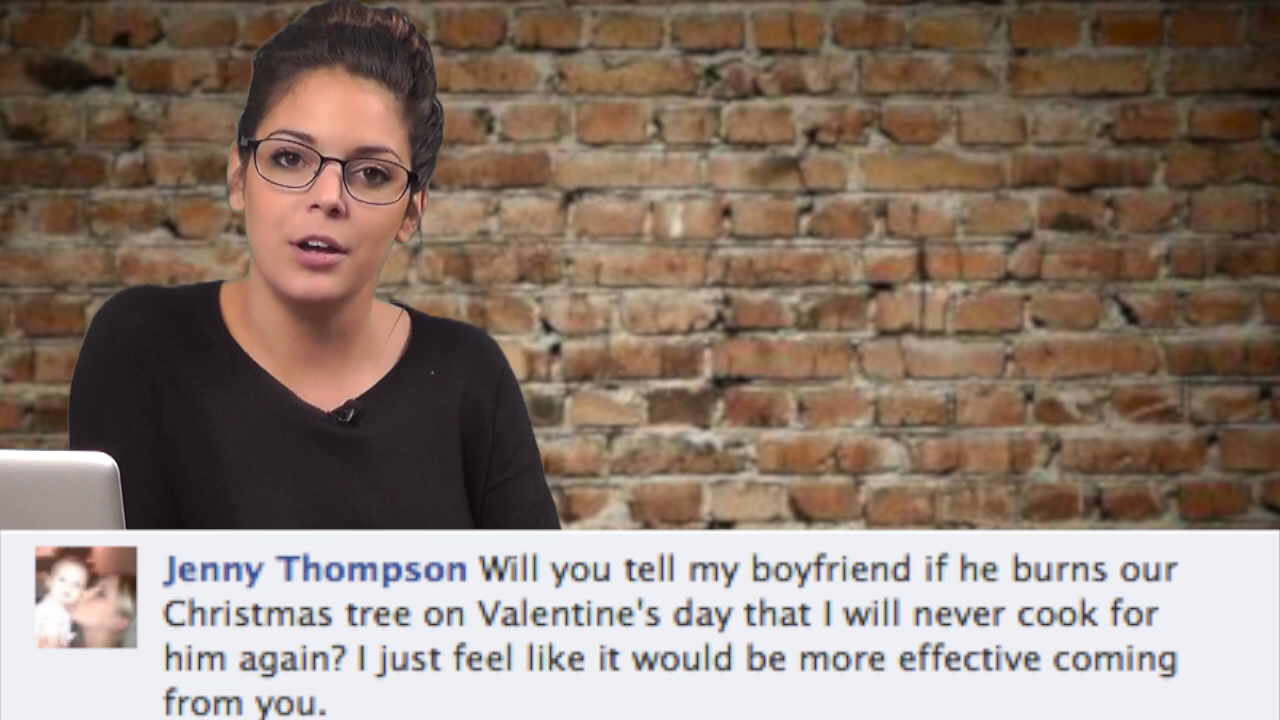 Jenny Thompson Will you tell my boyfriend if he burns our
Christmas tree on Valentine's day that I will never cook for
him again? I just feel like it would be more effective coming
from you.